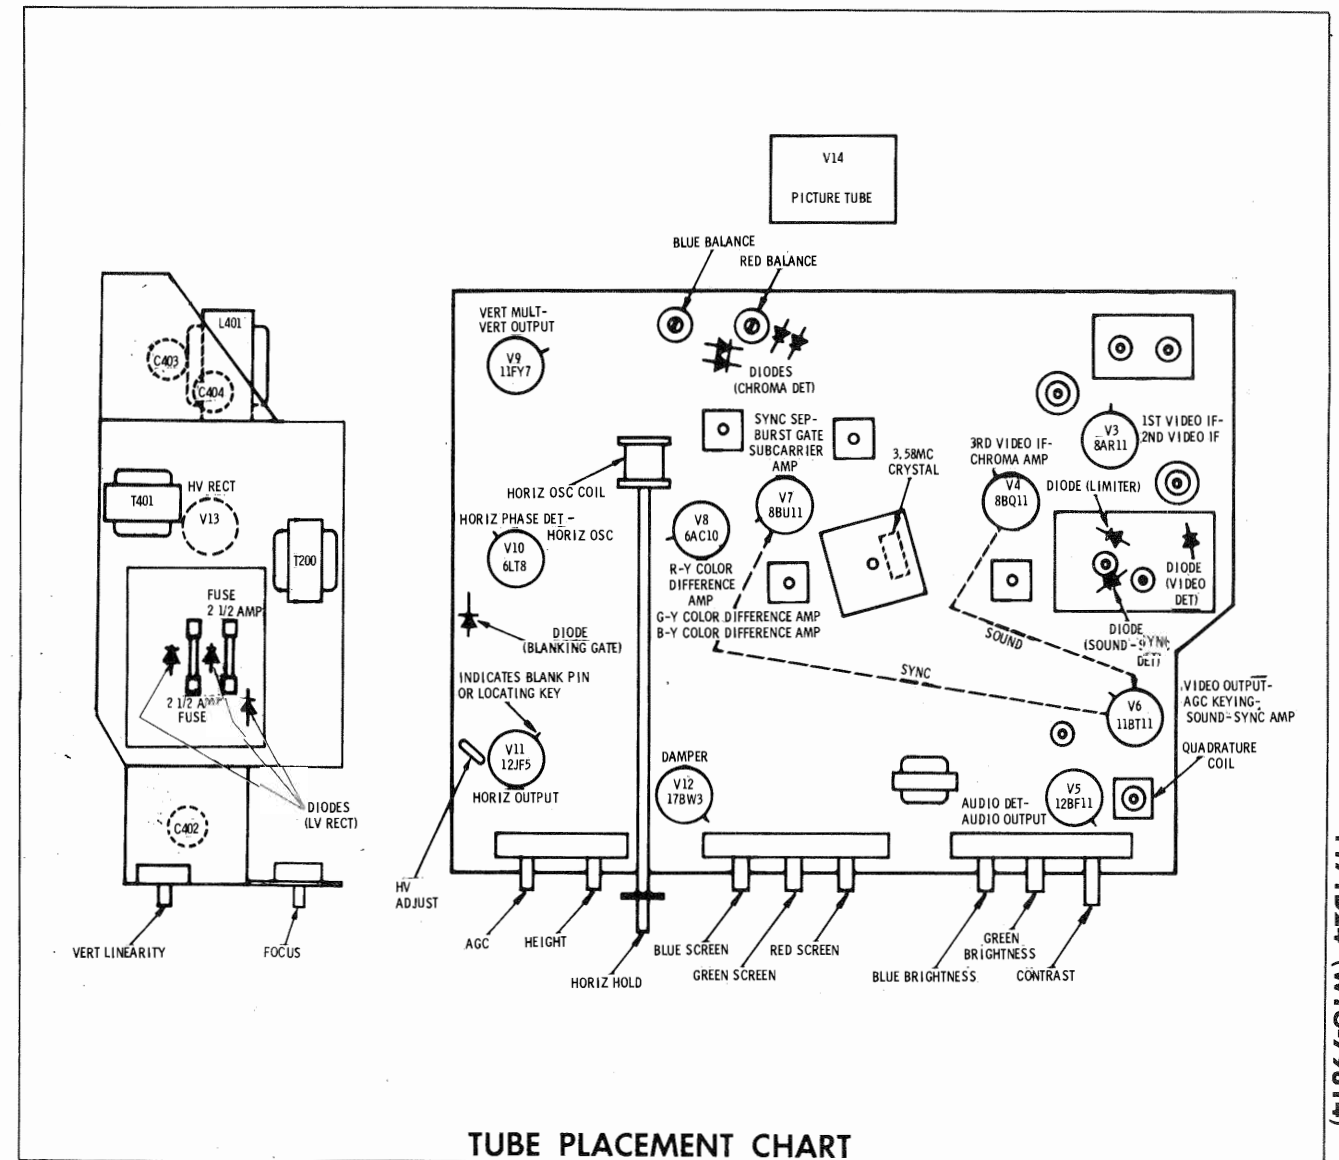 V14
PICTURE TUBE
BLUE BALANCE
RED BALANCE
VERT MULT-
VERT OUTPUT
V9
11FY7
DIODES
(CHROMA DET)
L401
C403
C404
T401
HV RECT
V13
T200
FUSE
2 1/2 AMP
2 1/2 AMP
FUSE
DIODES
(LV RECT)
C402
VERT LINEARITY
FOCUS
HORIZ OSC COIL
HORIZ PHASE DET-
HORIZ OSC
V10
6LT8
DIODE
(BLANKING GATE)
INDICATES BLANK PIN
OR LOCATING KEY
V11
12JF5
HORIZ OUTPUT
HV
ADJUST
AGC
HEIGHT
HORIZ HOLD
SYNC SEP-
BURST GATE
SUBCARRIER
AMP
V7
8BU11
V8
6AC10
R-Y COLOR
DIFFERENCE
AMP
G-Y COLOR DIFFERENCE AMP
B-Y COLOR DIFFERENCE AMP
3.58MC
CRYSTAL
3RD VIDEO IF-
CHROMA AMP
V4
8BQ11
V3
8AR11
1ST VIDEO IF-
2ND VIDEO IF
DIODE (LIMITER)
DIODE
(VIDEO
DET)
DIODE
(SOUND-SYNC
DET)
SOUND
SYNC
V6
11BT11
VIDEO OUTPUT-
AGC KEYING-
SOUND-SYNC AMP
QUADRATURE
COIL
DAMPER
V12
17BW3
AUDIO DET-
AUDIO OUTPUT
V5
12BF11
BLUE SCREEN
GREEN SCREEN
RED SCREEN
BLUE BRIGHTNESS
GREEN
BRIGHTNESS
CONTRAST
TUBE PLACEMENT CHART